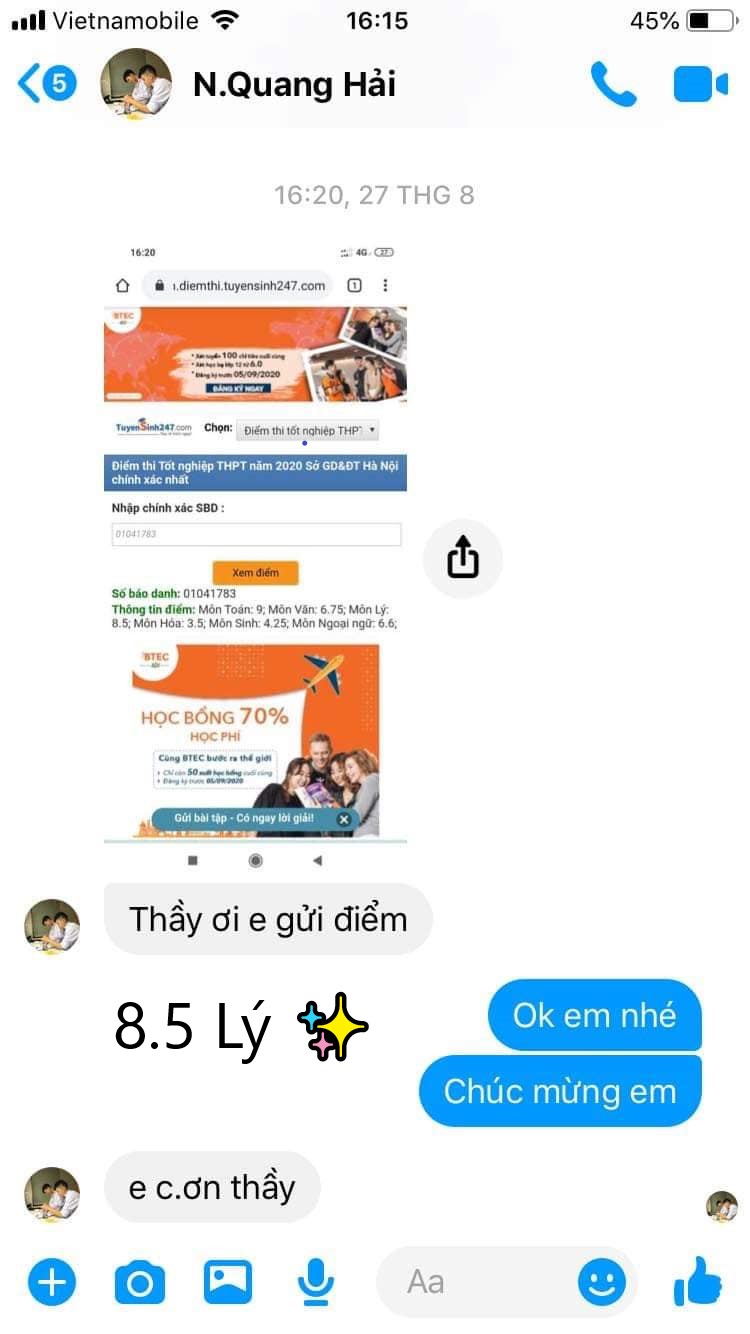 Vietnamobile 16:15 45%
5 N.Quang Hải
16:20, 27 THG 8
16:20 4G 27
ı.diemthi.tuyensinh247.com 1
BTEC
* Xét tuyển 100 chỉ tiêu cuối cùng
* Xét học bạ lớp 12 từ 6.0
* Đăng ký trước 05/09/2020
ĐĂNG KÝ NGAY
TuyenSinh247.com Chọn: Điểm thi tốt nghiệp THPT
Điểm thi Tốt nghiệp THPT năm 2020 Sở GD&ĐT Hà Nội
chính xác nhất
Nhập chính xác SBD :
01041783
Xem điểm
Số báo danh: 01041783
Thông tin điểm: Môn Toán: 9; Môn Văn: 6.75; Môn Lý:
8.5; Môn Hóa: 3.5; Môn Sinh: 4.25; Môn Ngoại ngữ: 6.6;
BTEC
HỌC BỔNG 70%
HỌC PHÍ
Cùng BTEC bước ra thế giới
Chỉ còn 50 suất học bổng cuối cùng
Đăng ký trước 05/09/2020
Gửi bài tập - Có ngay lời giải!
Thầy ơi e gửi điểm
8.5 Lý
Ok em nhé
Chúc mừng em
e c.ơn thầy
Aa